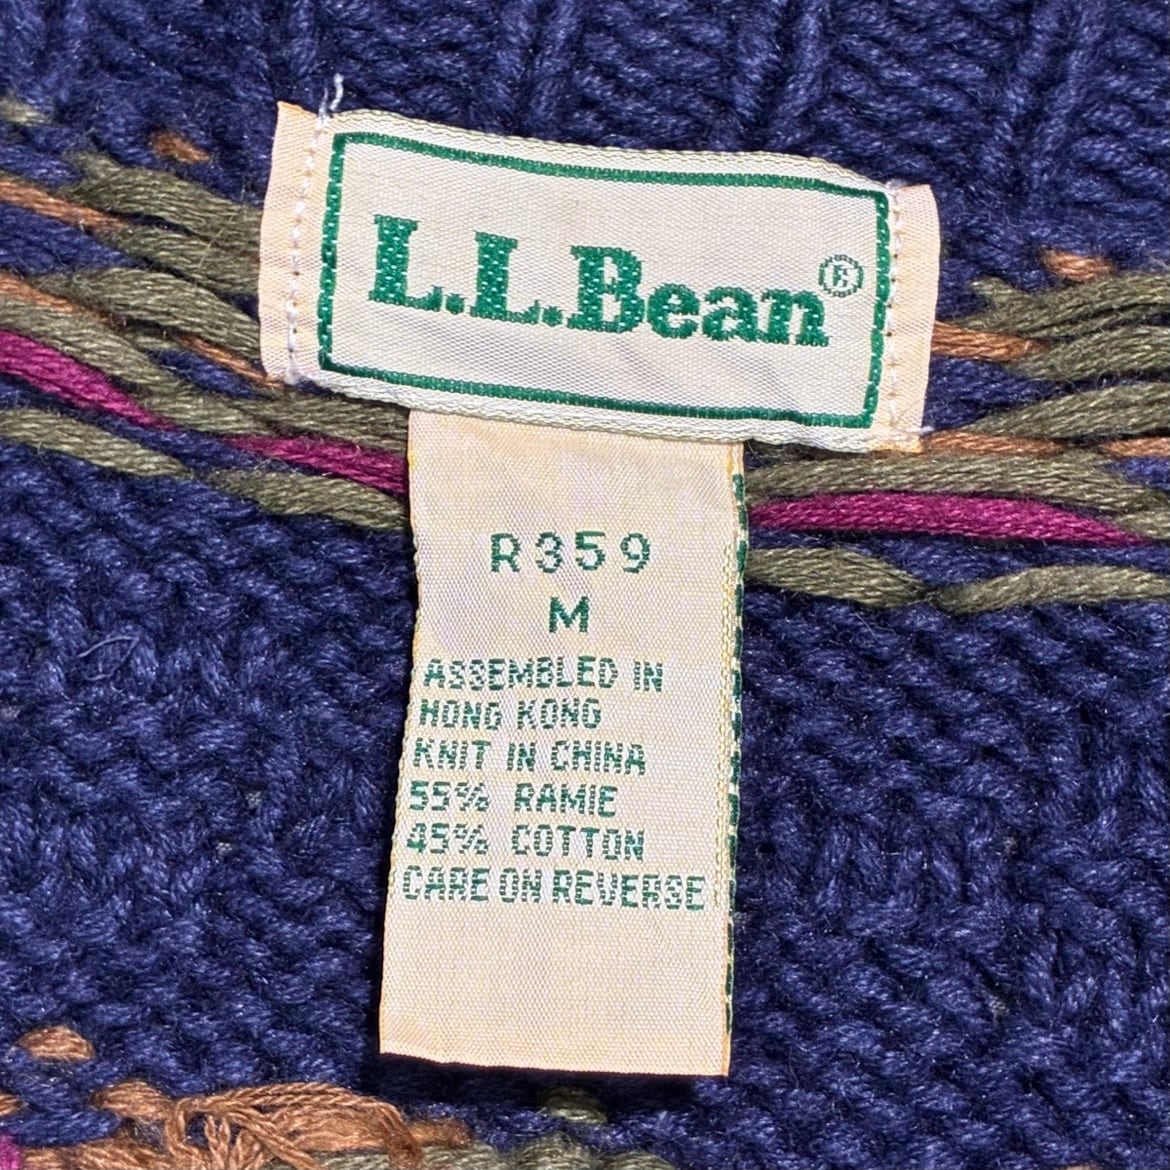 L.L.Bean®
R359
M
ASSEMBLED IN
HONG KONG
KNIT IN CHINA
55% RAMIE
45% COTTON
CARE ON REVERSE